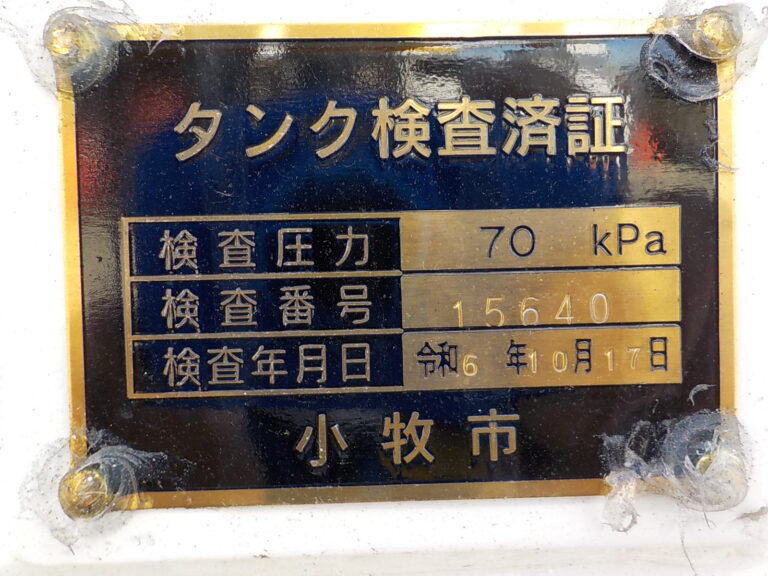 タンク検査済証
検査圧力 70 kPa
検査番号 15640
検査年月日 令和6年10月17日
小牧市